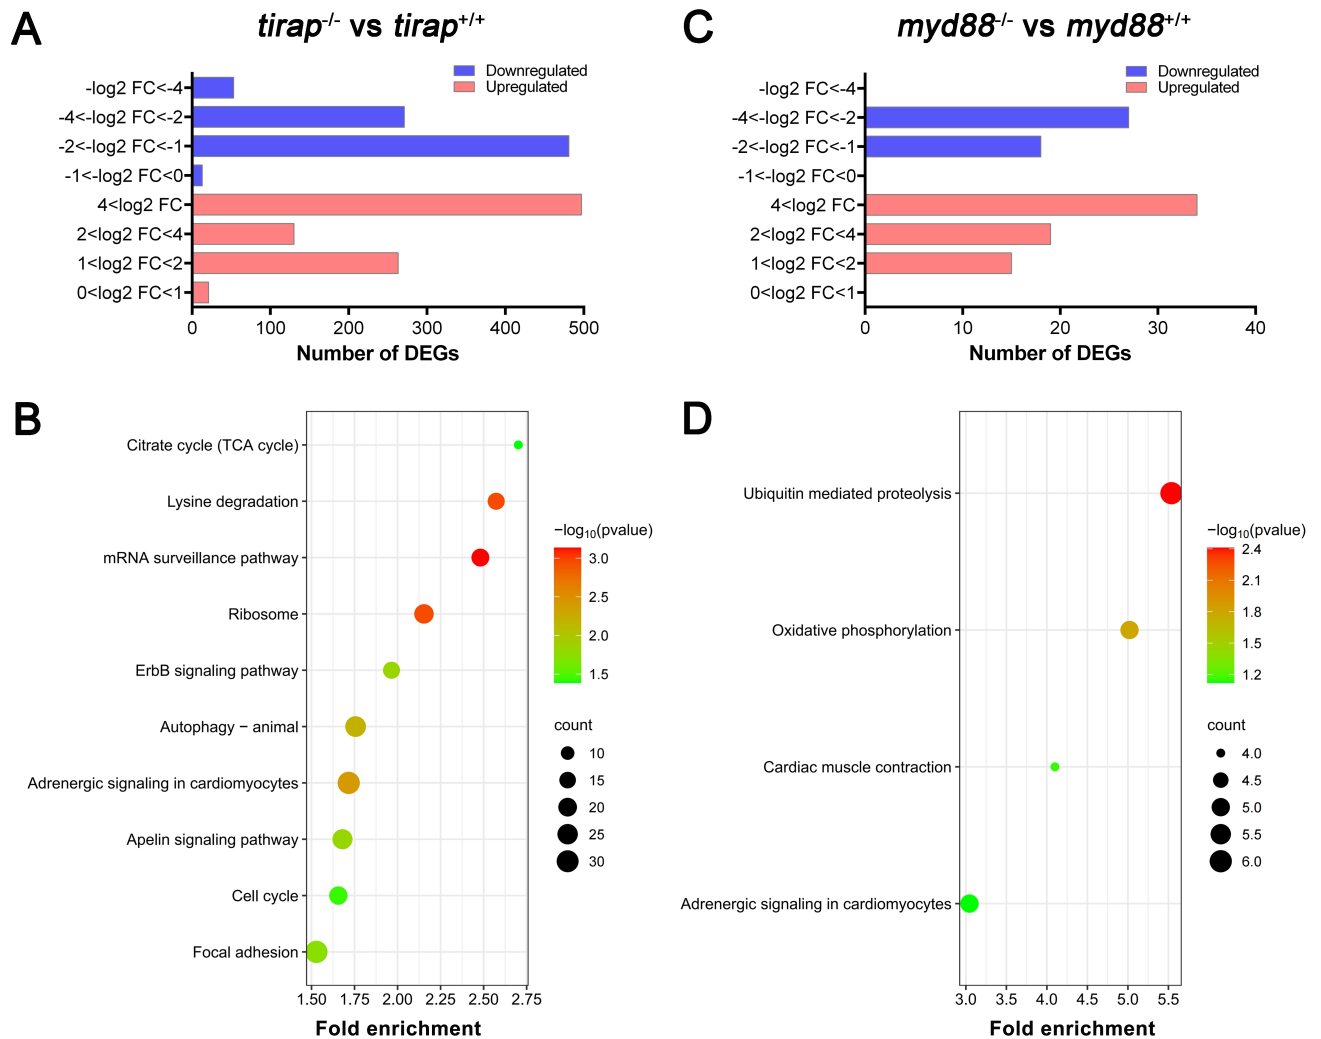 A
tirap-/- vs tirap+/+
Downregulated
Upregulated
-log2 FC<-4
-4<-log2 FC<-2
-2<-log2 FC<-1
-1<-log2 FC<0
4<log2 FC
2<log2 FC<4
1<log2 FC<2
0<log2 FC<1
0 100 200 300 400 500
Number of DEGs
C
myd88-/- vs myd88+/+
Downregulated
Upregulated
-log2 FC<-4
-4<-log2 FC<-2
-2<-log2 FC<-1
-1<-log2 FC<0
4<log2 FC
2<log2 FC<4
1<log2 FC<2
0<log2 FC<1
0 10 20 30 40
Number of DEGs
B
Citrate cycle (TCA cycle)
Lysine degradation
mRNA surveillance pathway
Ribosome
ErbB signaling pathway
Autophagy − animal
Adrenergic signaling in cardiomyocytes
Apelin signaling pathway
Cell cycle
Focal adhesion
1.50 1.75 2.00 2.25 2.50 2.75
Fold enrichment
−log10(pvalue)
3.0
2.5
2.0
1.5
count
10
15
20
25
30
D
Ubiquitin mediated proteolysis
Oxidative phosphorylation
Cardiac muscle contraction
Adrenergic signaling in cardiomyocytes
3.0 3.5 4.0 4.5 5.0 5.5
Fold enrichment
−log10(pvalue)
2.4
2.1
1.8
1.5
1.2
count
4.0
4.5
5.0
5.5
6.0